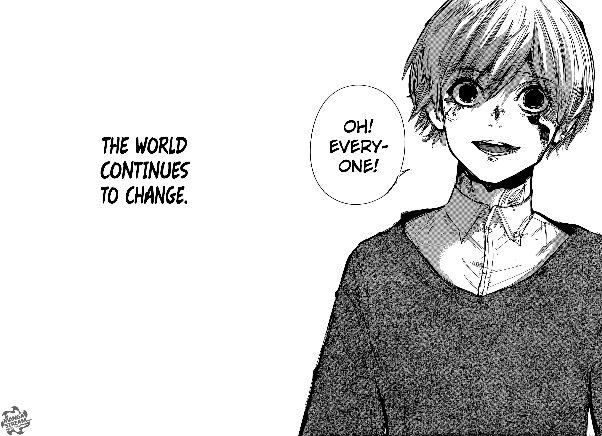 THE WORLD
CONTINUES
TO CHANGE.
OH!
EVERY-
ONE!